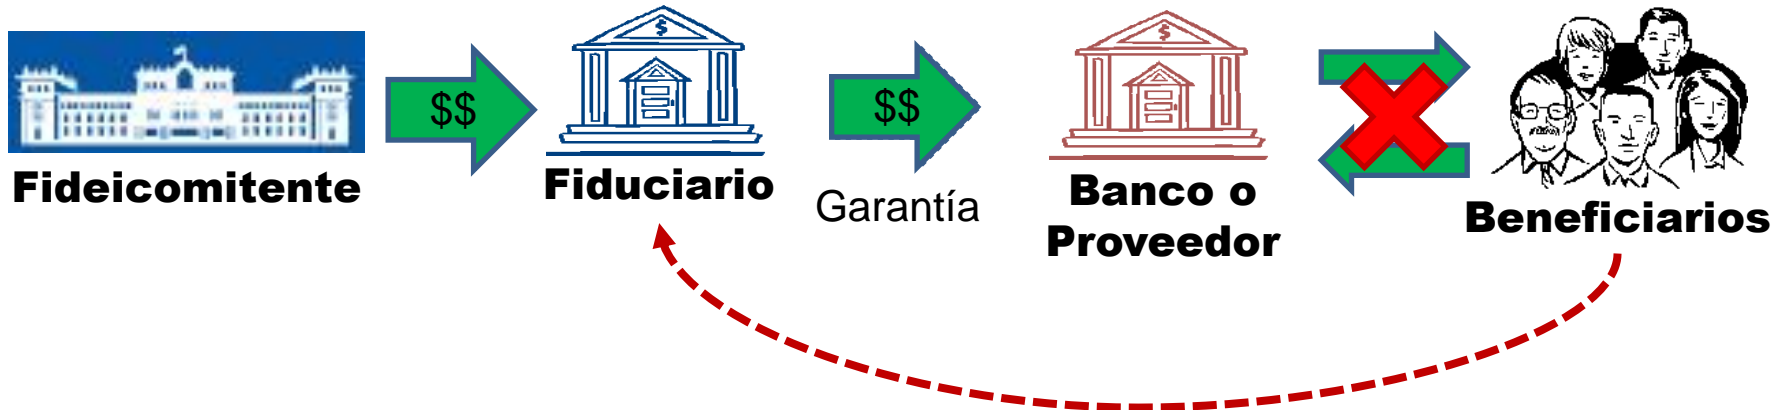 $$
$$
Fideicomitente
Fiduciario
Garantía
Banco o
Proveedor
Beneficiarios
$
$